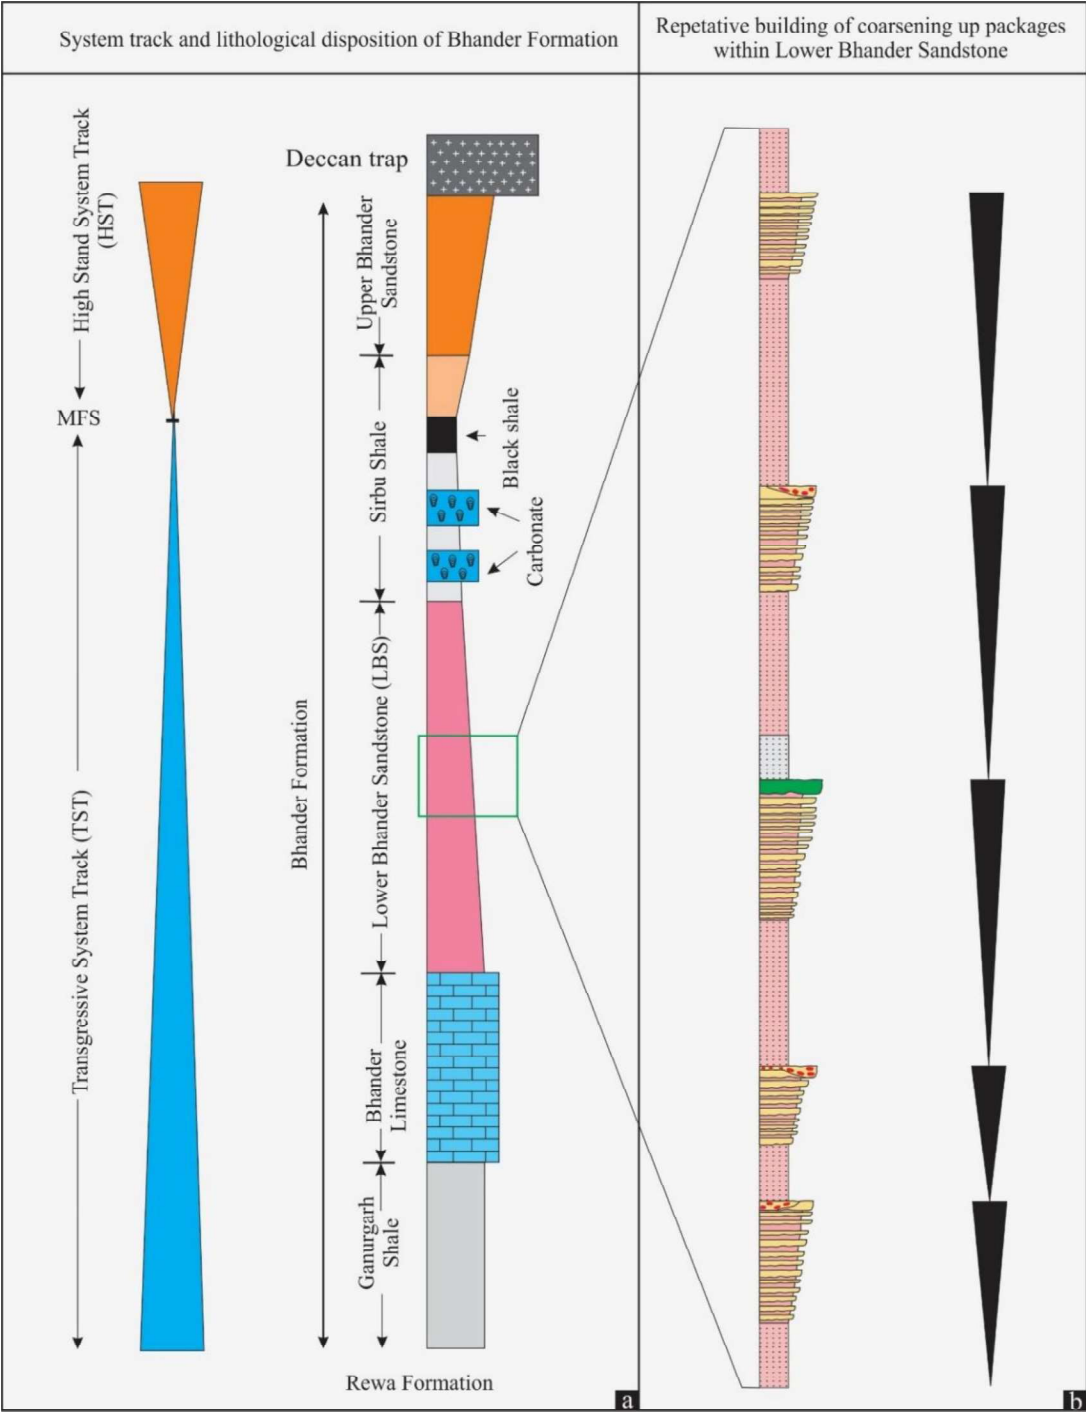 System track and lithological disposition of Bhander Formation
Repetative building of coarsening up packages
within Lower Bhander Sandstone
High Stand System Track
(HST)
MFS
Transgressive System Track (TST)
Deccan trap
Bhander Formation
Upper Bhander
Sandstone
Sirbu Shale
Black shale
Carbonate
Lower Bhander Sandstone (LBS)
Bhander
Limestone
Ganurgarh
Shale
Rewa Formation
a
b